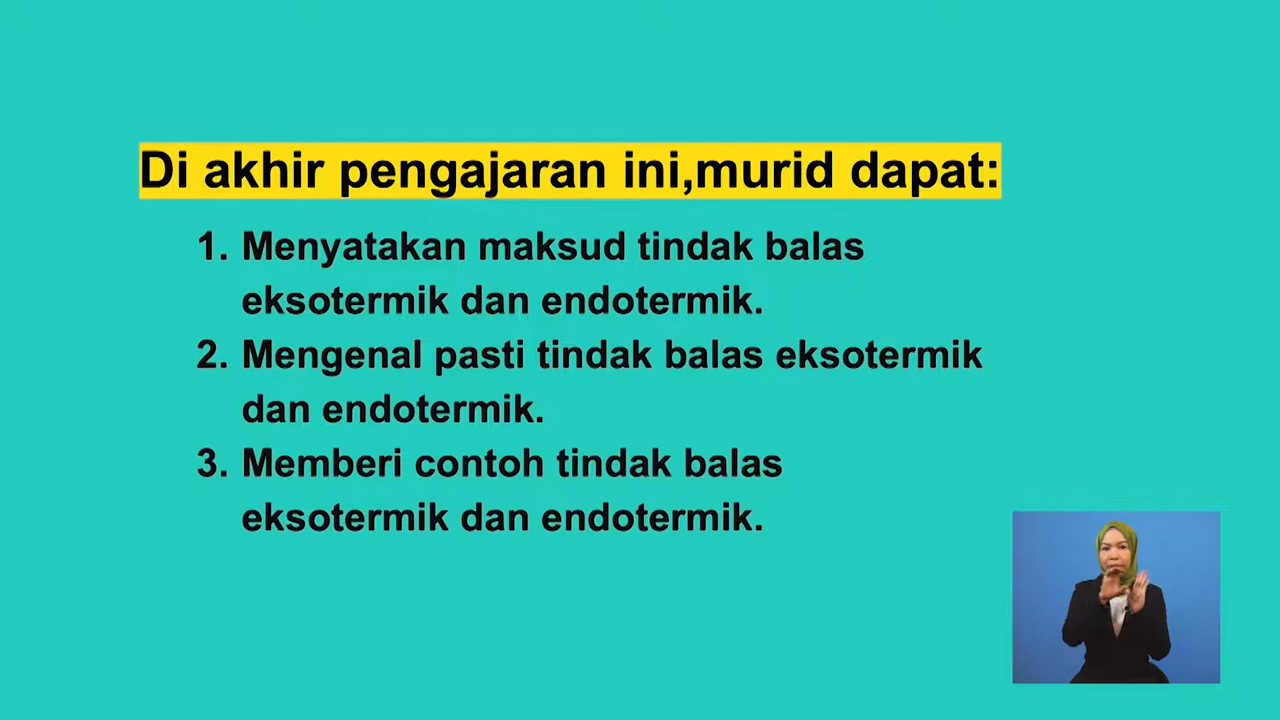 Di akhir pengajaran ini,murid dapat:
1. Menyatakan maksud tindak balas
eksotermik dan endotermik.
2. Mengenal pasti tindak balas eksotermik
dan endotermik.
3. Memberi contoh tindak balas
eksotermik dan endotermik.